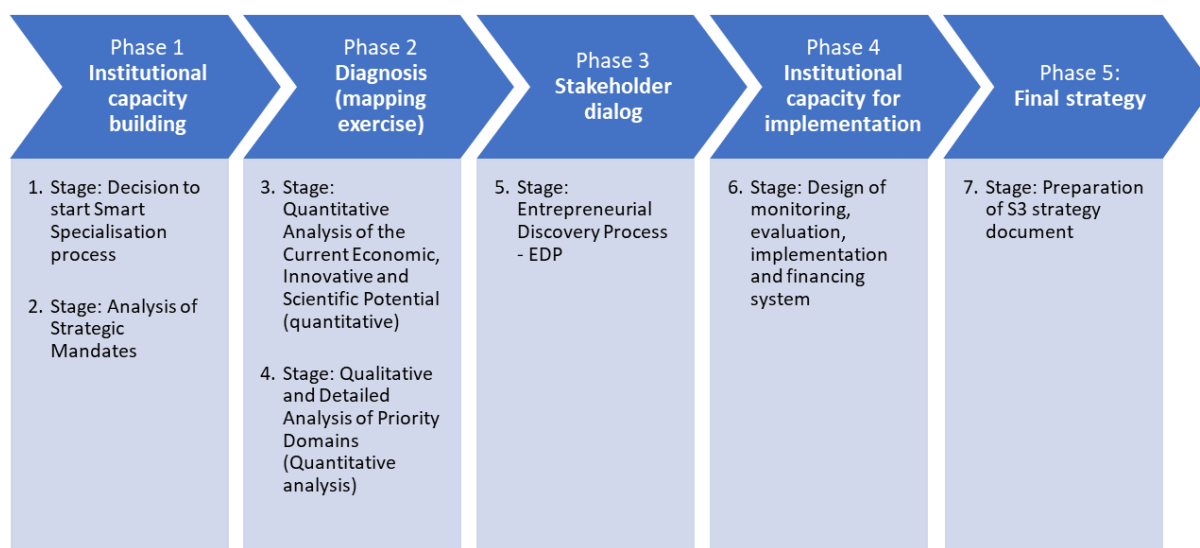 Phase 1
Institutional
capacity
building
1. Stage: Decision to
start Smart
Specialisation
process
2. Stage: Analysis of
Strategic
Mandates
Phase 2
Diagnosis
(mapping
exercise)
3. Stage:
Quantitative
Analysis of the
Current Economic,
Innovative and
Scientific Potential
(quantitative)
4. Stage: Qualitative
and Detailed
Analysis of Priority
Domains
(Quantitative
analysis)
Phase 3
Stakeholder
dialog
5. Stage:
Entrepreneurial
Discovery Process
- EDP
Phase 4
Institutional
capacity for
implementation
6. Stage: Design of
monitoring,
evaluation,
implementation
and financing
system
Phase 5:
Final strategy
7. Stage: Preparation
of S3 strategy
document